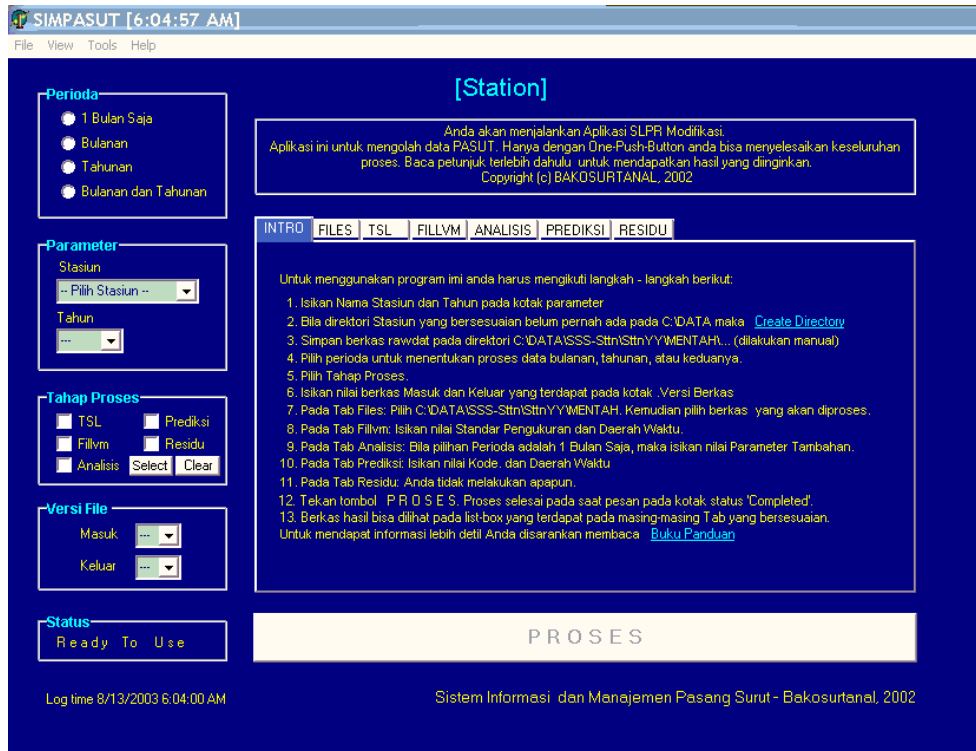 SIMPASUT [6:04:57 AM]
File View Tools Help
[Station]
Perioda
1 Bulan Saja
Bulanan
Tahunan
Bulanan dan Tahunan
Anda akan menjalankan Aplikasi SLPR Modifikasi.
Aplikasi ini untuk mengolah data PASUT. Hanya dengan One-Push-Button anda bisa menyelesaikan keseluruhan
proses. Baca petunjuk terlebih dahulu untuk mendapatkan hasil yang diinginkan.
Copyright (c) BAKOSURTANAL, 2002
Parameter
Stasiun
-- Pilih Stasiun --
Tahun
---
Tahap Proses
TSL Prediksi
Fillvm Residu
Analisis Select Clear
Versi File
Masuk ---
Keluar ---
Status
Ready To Use
Log time 8/13/2003 6:04:00 AM
INTRO FILES TSL FILLVM ANALISIS PREDIKSI RESIDU
Untuk menggunakan program imi anda harus mengikuti langkah - langkah berikut:
1. Isikan Nama Stasiun dan Tahun pada kotak parameter
2. Bila direktori Stasiun yang bersesuaian belum pernah ada pada C:\DATA maka Create Directory
3. Simpan berkas rawdat pada direktori C:\DATA\SSS-Sttn\SttnYY\MENTAH\... (dilakukan manual)
4. Pilih perioda untuk menentukan proses data bulanan, tahunan, atau keduanya.
5. Pilih Tahap Proses.
6. Isikan nilai berkas Masuk dan Keluar yang terdapat pada kotak .Versi Berkas
7. Pada Tab Files: Pilih C:\DATA\SSS-Sttn\SttnYY\MENTAH. Kemudian pilih berkas yang akan diproses.
8. Pada Tab Fillvm: Isikan nilai Standar Pengukuran dan Daerah Waktu.
9. Pada Tab Analisis: Bila pilihan Perioda adalah 1 Bulan Saja, maka isikan nilai Parameter Tambahan.
10. Pada Tab Prediksi: Isikan nilai Kode. dan Daerah Waktu
11. Pada Tab Residu: Anda tidak melakukan apapun.
12. Tekan tombol P R O S E S. Proses selesai pada saat pesan pada kotak status 'Completed'.
13. Berkas hasil bisa dilihat pada list-box yang terdapat pada masing-masing Tab yang bersesuaian.
Untuk mendapat informasi lebih detil Anda disarankan membaca Buku Panduan
PROSES
Sistem Informasi dan Manajemen Pasang Surut - Bakosurtanal, 2002